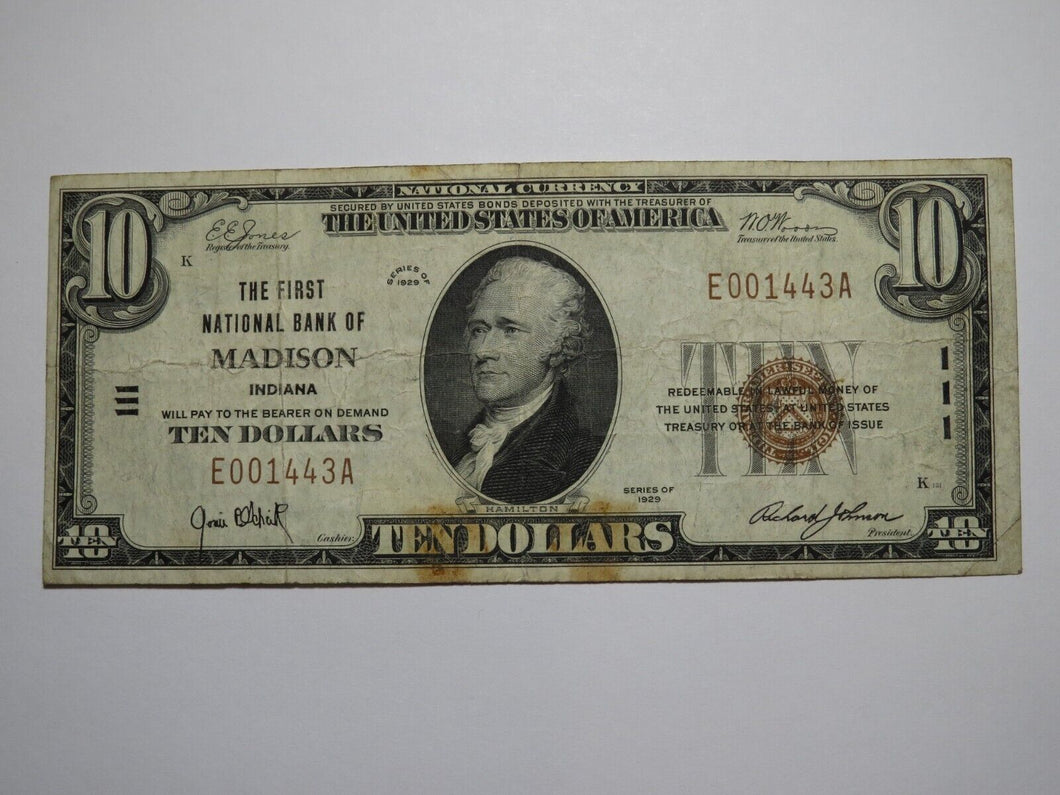 NATIONAL CURRENCY
SECURED BY UNITED STATES BONDS DEPOSITED WITH THE TREASURER OF
THE UNITED STATES OF AMERICA
10
10
E.E. Jones
Register of the Treasury.
W.O. Woods
Treasurer of the United States.
K
SERIES OF
1929
E001443A
THE FIRST
NATIONAL BANK OF
MADISON
INDIANA
WILL PAY TO THE BEARER ON DEMAND
TEN DOLLARS
E001443A
111
TEN
REDEEMABLE IN LAWFUL MONEY OF
THE UNITED STATES AT UNITED STATES
TREASURY OR AT THE BANK OF ISSUE
111
SERIES OF
1929
K
HAMILTON
Cashier.
Richard Johnson
President.
TEN
10
TEN DOLLARS
TEN
10